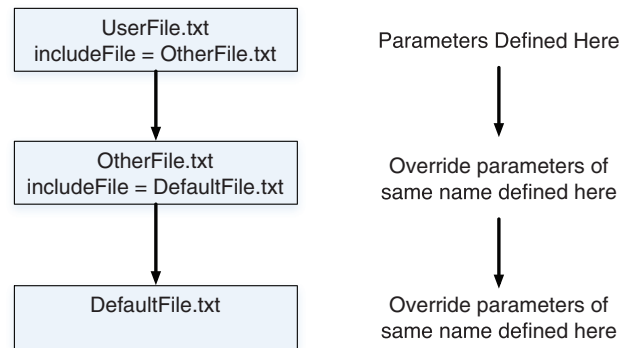 UserFile.txt
includeFile = OtherFile.txt
Parameters Defined Here
OtherFile.txt
includeFile = DefaultFile.txt
Override parameters of
same name defined here
DefaultFile.txt
Override parameters of
same name defined here